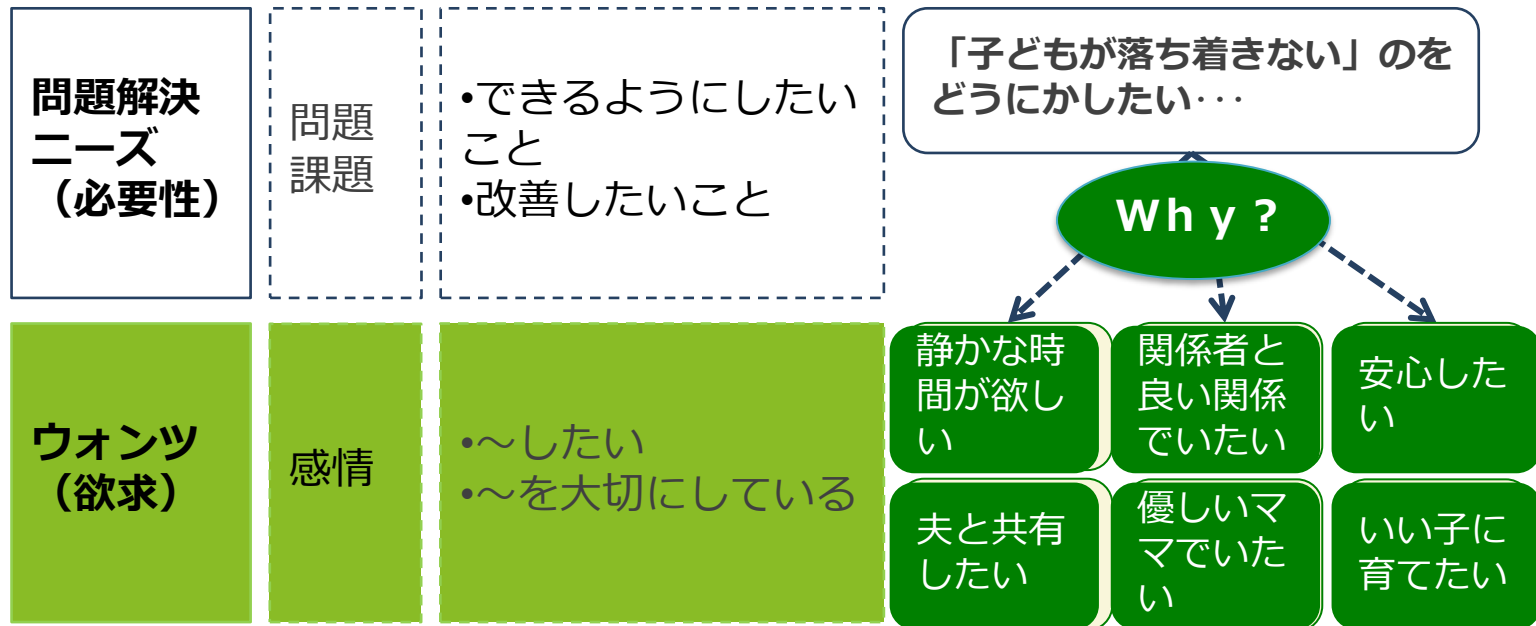 問題解決
ニーズ
（必要性）
問題
課題
•できるようにしたい
こと
•改善したいこと
「子どもが落ち着きない」のを
どうにかしたい･･･
Ｗｈｙ？
ウォンツ
（欲求）
感情
•～したい
•～を大切にしている
静かな時
間が欲し
い
関係者と
良い関係
でいたい
安心した
い
夫と共有
したい
優しいマ
マでいた
い
いい子に
育てたい